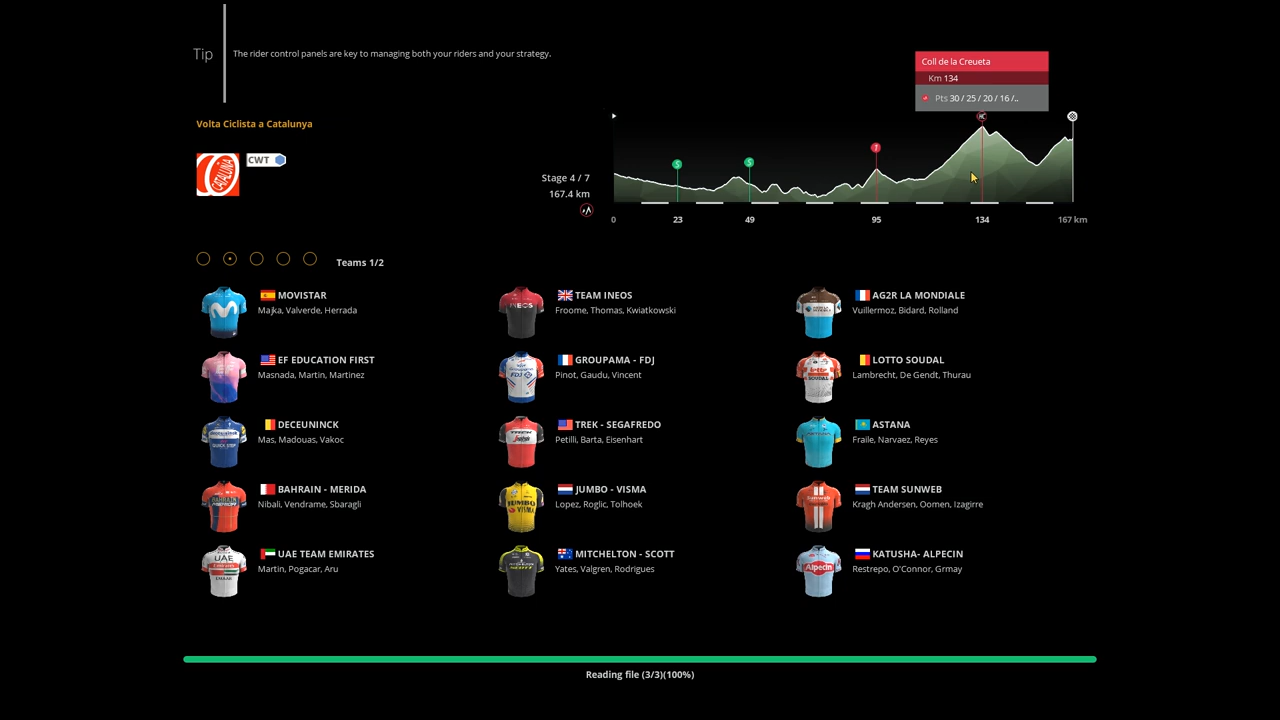 Tip
The rider control panels are key to managing both your riders and your strategy.
Coll de la Creueta
Km 134
Pts 30 / 25 / 20 / 16 /..
Volta Ciclista a Catalunya
CATALUNYA
CWT
Stage 4 / 7
167.4 km
S
S
1
HC
0
23
49
95
134
167 km
Teams 1/2
MOVISTAR
Majka, Valverde, Herrada
TEAM INEOS
Froome, Thomas, Kwiatkowski
AG2R LA MONDIALE
Vuillermoz, Bidard, Rolland
EF EDUCATION FIRST
Masnada, Martin, Martinez
GROUPAMA - FDJ
Pinot, Gaudu, Vincent
LOTTO SOUDAL
Lambrecht, De Gendt, Thurau
DECEUNINCK
Mas, Madouas, Vakoc
TREK - SEGAFREDO
Petilli, Barta, Eisenhart
ASTANA
Fraile, Narvaez, Reyes
BAHRAIN - MERIDA
Nibali, Vendrame, Sbaragli
JUMBO - VISMA
Lopez, Roglic, Tolhoek
TEAM SUNWEB
Kragh Andersen, Oomen, Izagirre
UAE TEAM EMIRATES
Martin, Pogacar, Aru
MITCHELTON - SCOTT
Yates, Valgren, Rodrigues
KATUSHA- ALPECIN
Restrepo, O'Connor, Grmay
Reading file (3/3)(100%)